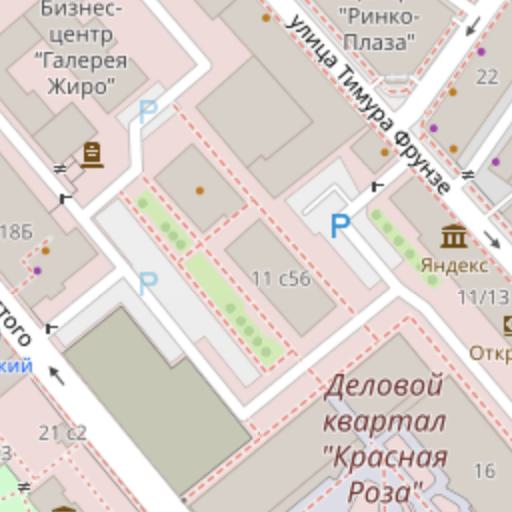 Бизнес-
центр
"Галерея
Жиро"
"Ринко-
Плаза"
улица Тимура Фрунзе
22
P
18Б
P
P
Яндекс
11 с56
11/13
Откр
того
кий
Деловой
квартал
"Красная
Роза"
21 с2
3
16